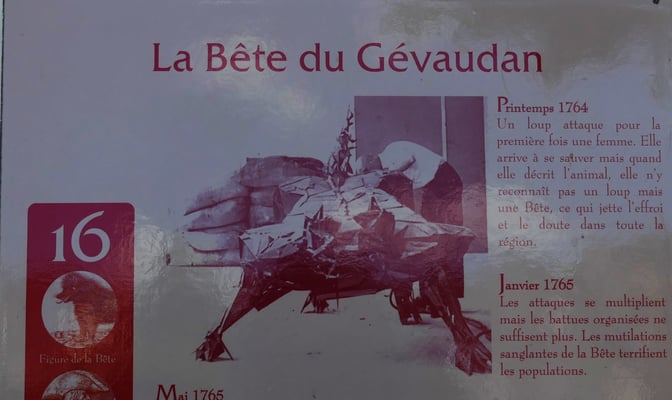 La Bête du Gévaudan
Printemps 1764
Un loup attaque pour la
première fois une femme. Elle
arrive à se sauver mais quand
elle décrit l'animal, elle n'y
reconnaît pas un loup mais
une Bête, ce qui jette l'effroi
et le doute dans toute la
région.
Janvier 1765
Les attaques se multiplient
mais les battues organisées ne
suffisent plus. Les mutilations
sanglantes de la Bête terrifient
les populations.
16
Figure de la Bête
Mai 1765